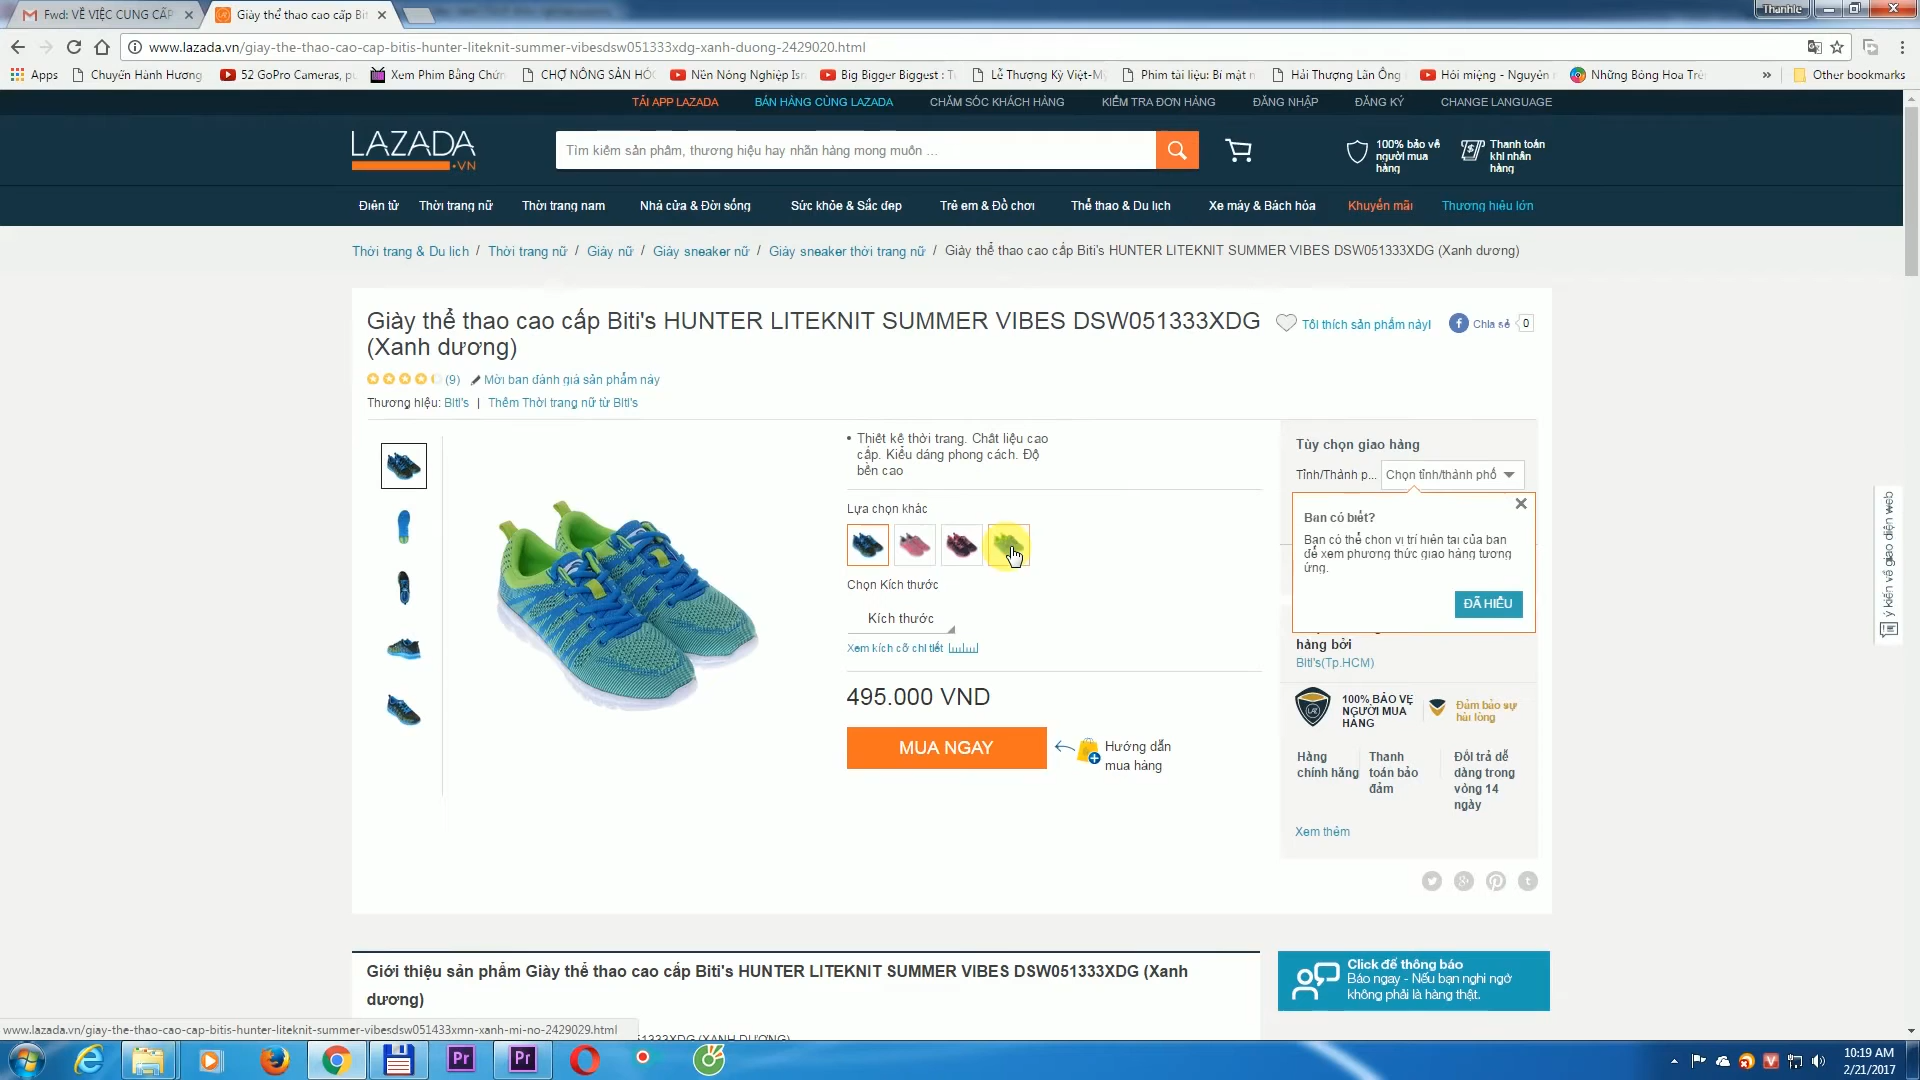 Fwd: VỀ VIỆC CUNG CẤP
Giày thể thao cao cấp Bit
Thanhle
www.lazada.vn/giay-the-thao-cao-cap-bitis-hunter-liteknit-summer-vibesdsw051333xdg-xanh-duong-2429020.html
Apps
Chuyến Hành Hương
52 GoPro Cameras, pu
Xem Phim Bằng Chứn
CHỢ NÔNG SẢN HÓC
Nền Nông Nghiệp Isr
Big Bigger Biggest : T
Lễ Thượng Kỳ Việt-Mỹ
Phim tài liệu: Bí mật n
Hải Thượng Lãn Ông
Hôi miệng - Nguyên
Những Bông Hoa Trê
»
Other bookmarks
TẢI APP LAZADA
BÁN HÀNG CÙNG LAZADA
CHĂM SÓC KHÁCH HÀNG
KIỂM TRA ĐƠN HÀNG
ĐĂNG NHẬP
ĐĂNG KÝ
CHANGE LANGUAGE
LAZADA
.VN
Tìm kiếm sản phẩm, thương hiệu hay nhãn hàng mong muốn ...
100% bảo vệ
người mua
hàng
Thanh toán
khi nhận
hàng
Điện tử
Thời trang nữ
Thời trang nam
Nhà cửa & Đời sống
Sức khỏe & Sắc đẹp
Trẻ em & Đồ chơi
Thể thao & Du lịch
Xe máy & Bách hóa
Khuyến mãi
Thương hiệu lớn
Thời trang & Du lịch / Thời trang nữ / Giày nữ / Giày sneaker nữ / Giày sneaker thời trang nữ / Giày thể thao cao cấp Biti's HUNTER LITEKNIT SUMMER VIBES DSW051333XDG (Xanh dương)
Giày thể thao cao cấp Biti's HUNTER LITEKNIT SUMMER VIBES DSW051333XDG
(Xanh dương)
Tôi thích sản phẩm này!
Chia sẻ
0
(9)
Mời bạn đánh giá sản phẩm này
Thương hiệu: Biti's | Thêm Thời trang nữ từ Biti's
• Thiết kế thời trang. Chất liệu cao
cấp. Kiểu dáng phong cách. Độ
bền cao
Lựa chọn khác
Chọn Kích thước
Kích thước
Xem kích cỡ chi tiết
495.000 VND
MUA NGAY
Hướng dẫn
mua hàng
Tùy chọn giao hàng
Tỉnh/Thành p...
Chọn tỉnh/thành phố
Bạn có biết?
Bạn có thể chọn vị trí hiện tại của bạn
để xem phương thức giao hàng tương
ứng.
ĐÃ HIỂU
hàng bởi
Biti's(Tp.HCM)
100% BẢO VỆ
NGƯỜI MUA
HÀNG
Đảm bảo sự
hài lòng
Hàng
chính hãng
Thanh
toán bảo
đảm
Đổi trả dễ
dàng trong
vòng 14
ngày
Xem thêm
ý kiến về giao diện web
Giới thiệu sản phẩm Giày thể thao cao cấp Biti's HUNTER LITEKNIT SUMMER VIBES DSW051333XDG (Xanh
dương)
Click để thông báo
Báo ngay - Nếu bạn nghi ngờ
không phải là hàng thật.
www.lazada.vn/giay-the-thao-cao-cap-bitis-hunter-liteknit-summer-vibesdsw051433xmn-xanh-mi-no-2429029.html
51333XDG (XANH DƯƠNG)
Pr
Pr
10:19 AM
2/21/2017